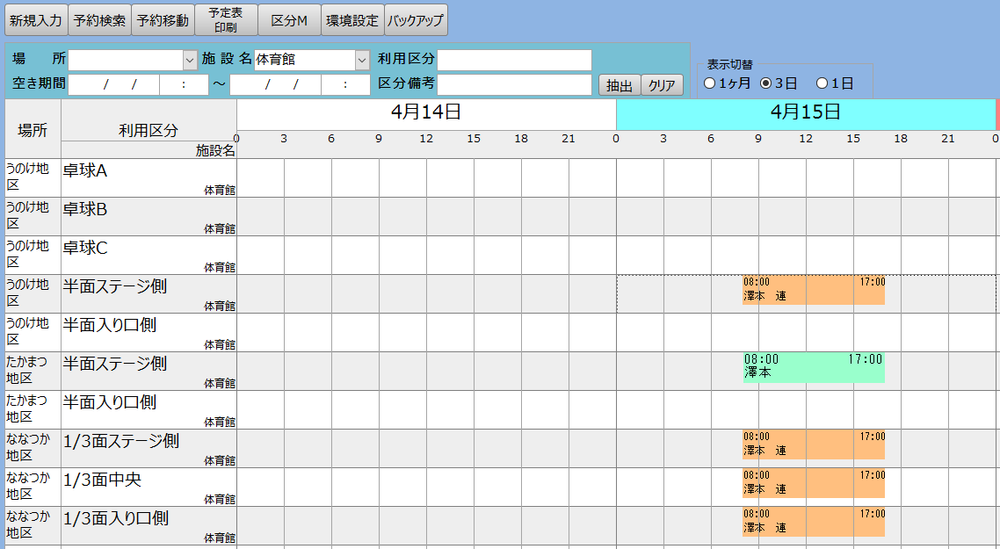 新規入力 予約検索 予約移動 予定表 印刷 区分M 環境設定 バックアップ
場　所 施 設 名 体育館 利用区分
表示切替
空き期間 / / : ～ / / : 区分備考 抽出 クリア 1ヶ月 3日 1日
4月14日 4月15日
場所 利用区分
0 3 6 9 12 15 18 21 0 3 6 9 12 15 18 21 0
施設名
うのけ地区 卓球A 体育館
うのけ地区 卓球B 体育館
うのけ地区 卓球C 体育館
うのけ地区 半面ステージ側 体育館 08:00 17:00 澤本　連
うのけ地区 半面入り口側 体育館
たかまつ地区 半面ステージ側 体育館 08:00 17:00 澤本
たかまつ地区 半面入り口側 体育館
ななつか地区 1/3面ステージ側 体育館 08:00 17:00 澤本　連
ななつか地区 1/3面中央 体育館 08:00 17:00 澤本　連
ななつか地区 1/3面入り口側 体育館 08:00 17:00 澤本　連